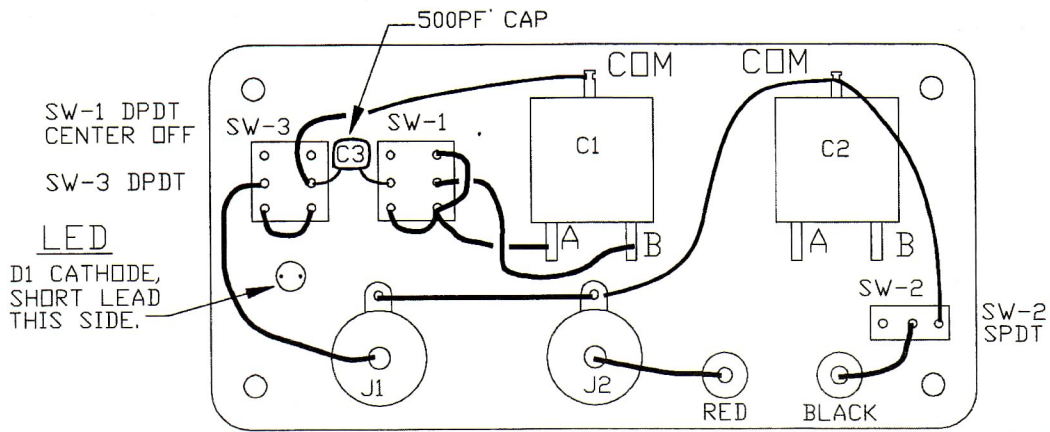 500PF' CAP
COM
COM
SW-1 DPDT
CENTER OFF
SW-3
SW-1
C3
C1
C2
SW-3 DPDT
A
B
A
B
LED
D1 CATHODE,
SHORT LEAD
THIS SIDE.
SW-2
SW-2
SPDT
J1
J2
RED
BLACK